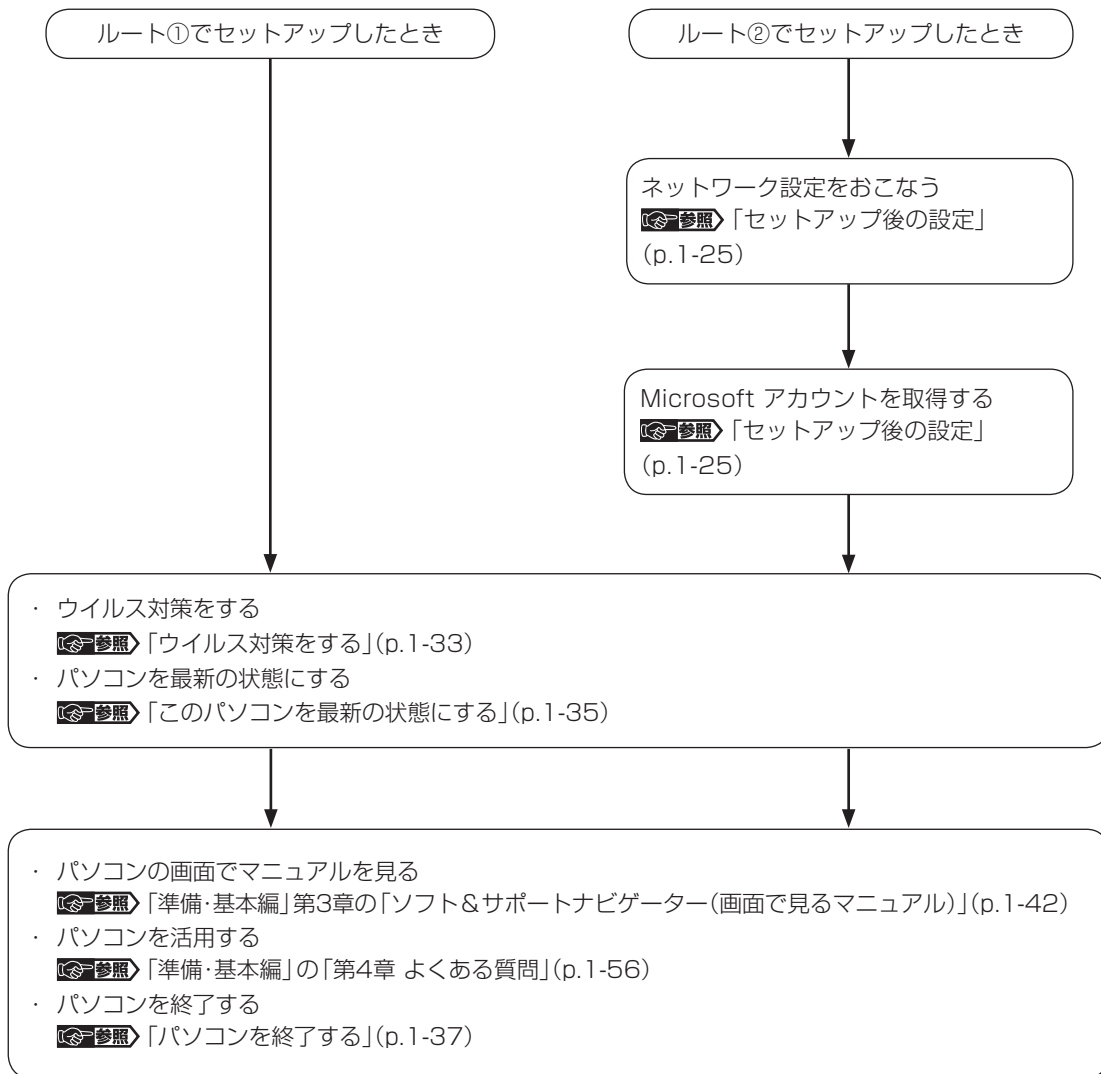 ルート①でセットアップしたとき
ルート②でセットアップしたとき
ネットワーク設定をおこなう
参照 「セットアップ後の設定」
(p.1-25)
Microsoft アカウントを取得する
参照 「セットアップ後の設定」
(p.1-25)
・ ウイルス対策をする
参照 「ウイルス対策をする」(p.1-33)
・ パソコンを最新の状態にする
参照 「このパソコンを最新の状態にする」(p.1-35)
・ パソコンの画面でマニュアルを見る
参照 「準備・基本編」第3章の「ソフト&サポートナビゲーター(画面で見るマニュアル)」(p.1-42)
・ パソコンを活用する
参照 「準備・基本編」の「第4章 よくある質問」(p.1-56)
・ パソコンを終了する
参照 「パソコンを終了する」(p.1-37)